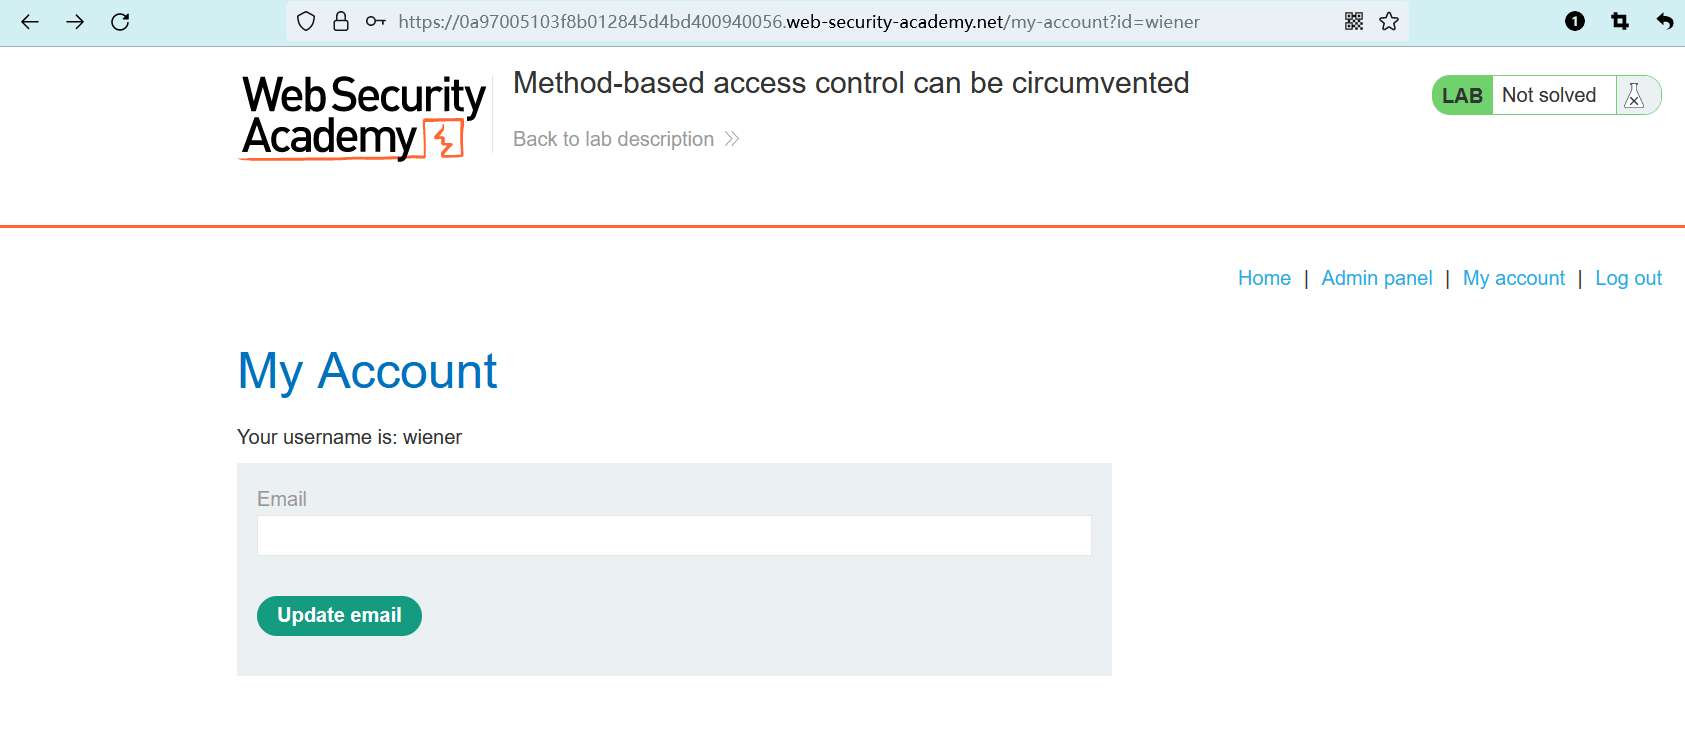 https://0a97005103f8b012845d4bd400940056.web-security-academy.net/my-account?id=wiener
1
Web Security
Academy
Method-based access control can be circumvented
Back to lab description
LAB Not solved
Home | Admin panel | My account | Log out
My Account
Your username is: wiener
Email
Update email